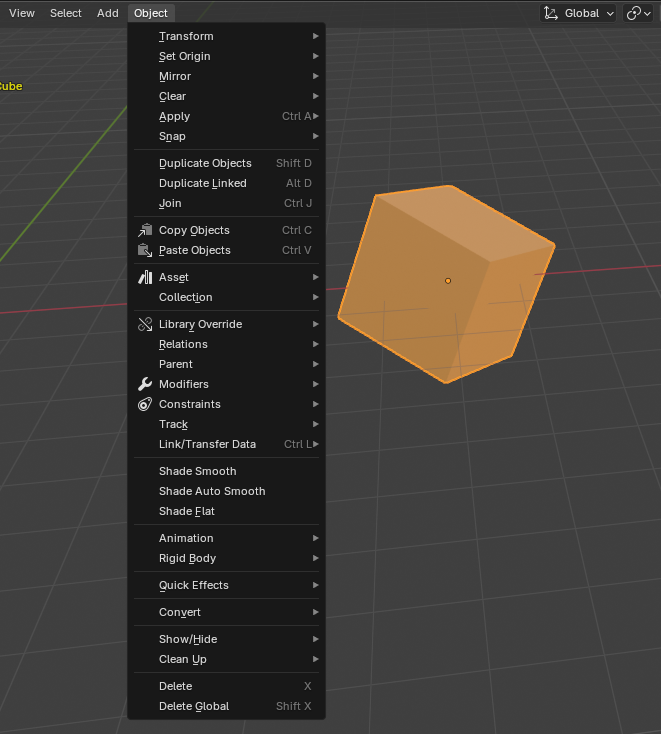 View Select Add Object Global
Cube
Transform
Set Origin
Mirror
Clear
Apply Ctrl A
Snap
Duplicate Objects Shift D
Duplicate Linked Alt D
Join Ctrl J
Copy Objects Ctrl C
Paste Objects Ctrl V
Asset
Collection
Library Override
Relations
Parent
Modifiers
Constraints
Track
Link/Transfer Data Ctrl L
Shade Smooth
Shade Auto Smooth
Shade Flat
Animation
Rigid Body
Quick Effects
Convert
Show/Hide
Clean Up
Delete X
Delete Global Shift X